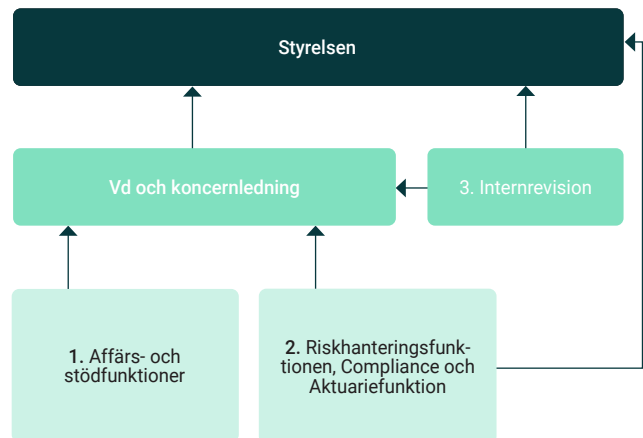 Styrelsen
Vd och koncernledning
3. Internrevision
1. Affärs- och
stödfunktioner
2. Riskhanteringsfunk-
tionen, Compliance och
Aktuariefunktion